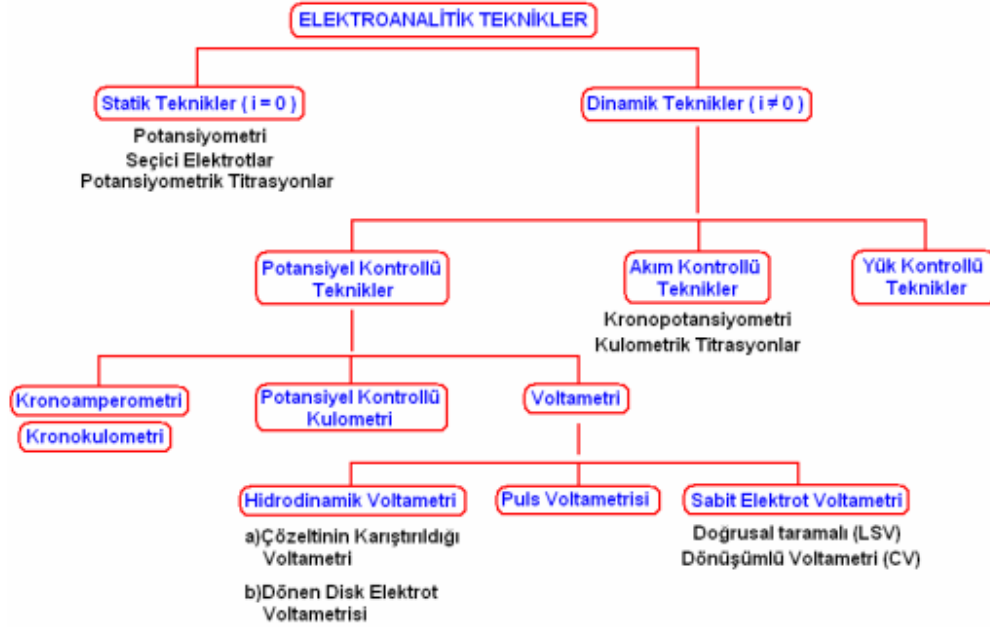 ELEKTROANALİTİK TEKNİKLER
Statik Teknikler ( i = 0 )
Potansiyometri
Seçici Elektrotlar
Potansiyometrik Titrasyonlar
Dinamik Teknikler ( i ≠ 0 )
Potansiyel Kontrollü
Teknikler
Akım Kontrollü
Teknikler
Kronopotansiyometri
Kulometrik Titrasyonlar
Yük Kontrollü
Teknikler
Kronoamperometri
Kronokulometri
Potansiyel Kontrollü
Kulometri
Voltametri
Hidrodinamik Voltametri
a)Çözeltinin Karıştırıldığı
Voltametri
b)Dönen Disk Elektrot
Voltametrisi
Puls Voltametrisi
Sabit Elektrot Voltametri
Doğrusal taramalı (LSV)
Dönüşümlü Voltametri (CV)